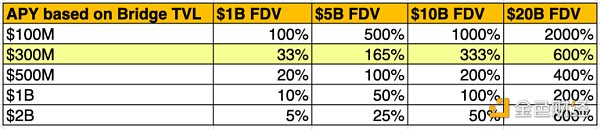 APY based on Bridge TVL $1B FDV $5B FDV $10B FDV $20B FDV
$100M 100% 500% 1000% 2000%
$300M 33% 165% 333% 600%
$500M 20% 100% 200% 400%
$1B 10% 50% 100% 200%
$2B 5% 25% 50% 600%
金色财经